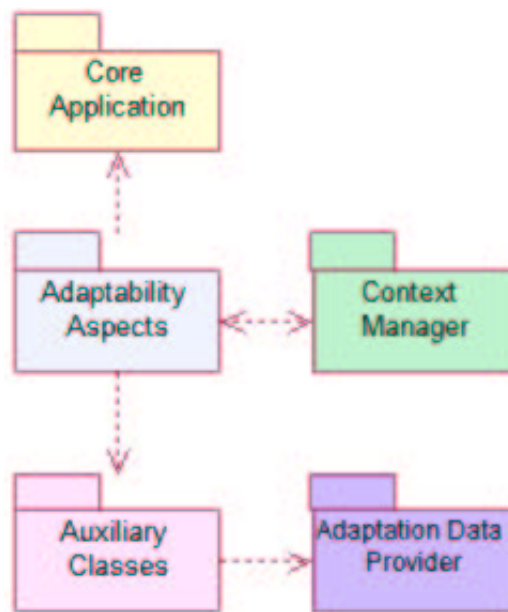 Core
Application
Adaptability
Aspects
Context
Manager
Auxiliary
Classes
Adaptation Data
Provider